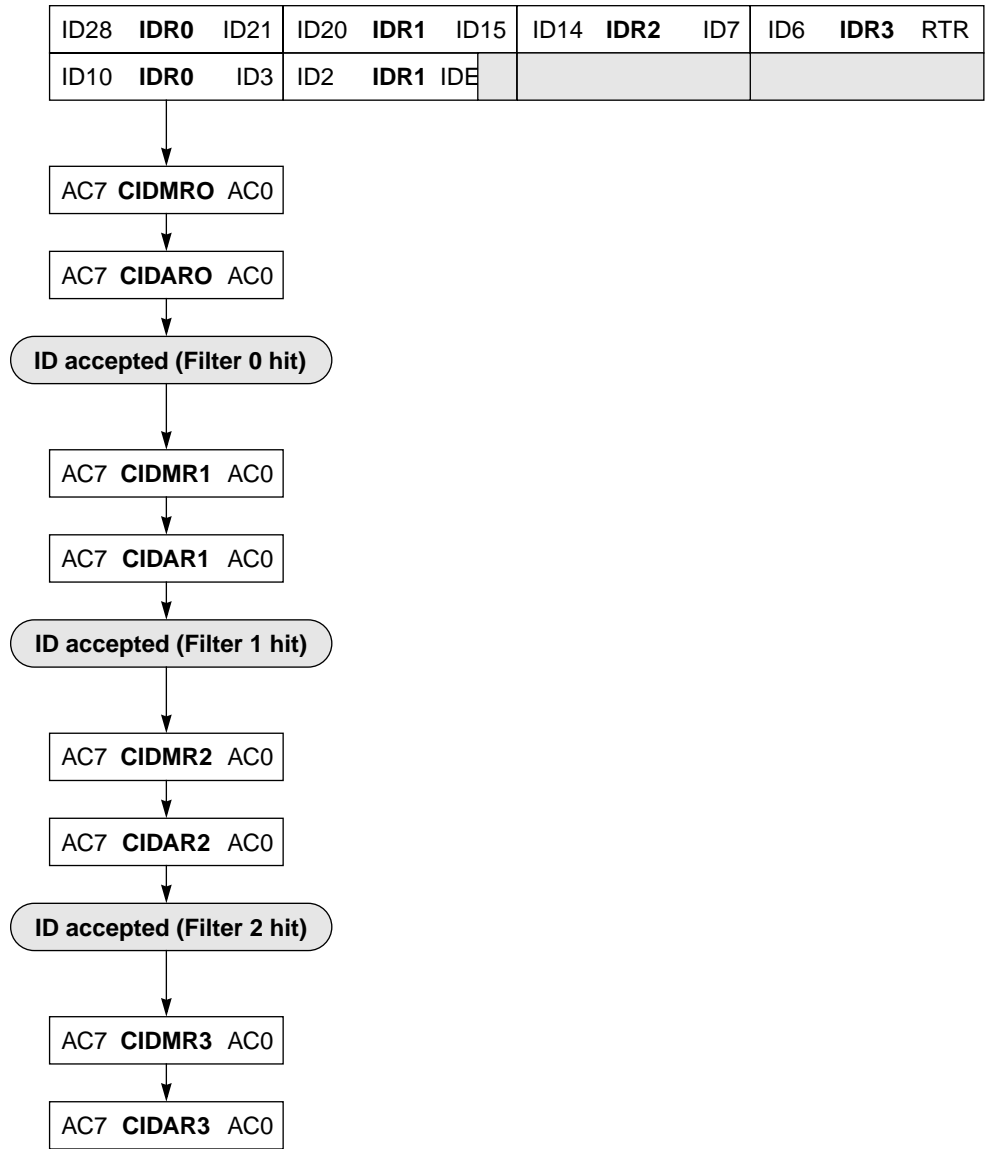 ID28 IDR0 ID21 ID20 IDR1 ID15 ID14 IDR2 ID7 ID6 IDR3 RTR
ID10 IDR0 ID3 ID2 IDR1 IDE
AC7 CIDMRO AC0
AC7 CIDARO AC0
ID accepted (Filter 0 hit)
AC7 CIDMR1 AC0
AC7 CIDAR1 AC0
ID accepted (Filter 1 hit)
AC7 CIDMR2 AC0
AC7 CIDAR2 AC0
ID accepted (Filter 2 hit)
AC7 CIDMR3 AC0
AC7 CIDAR3 AC0